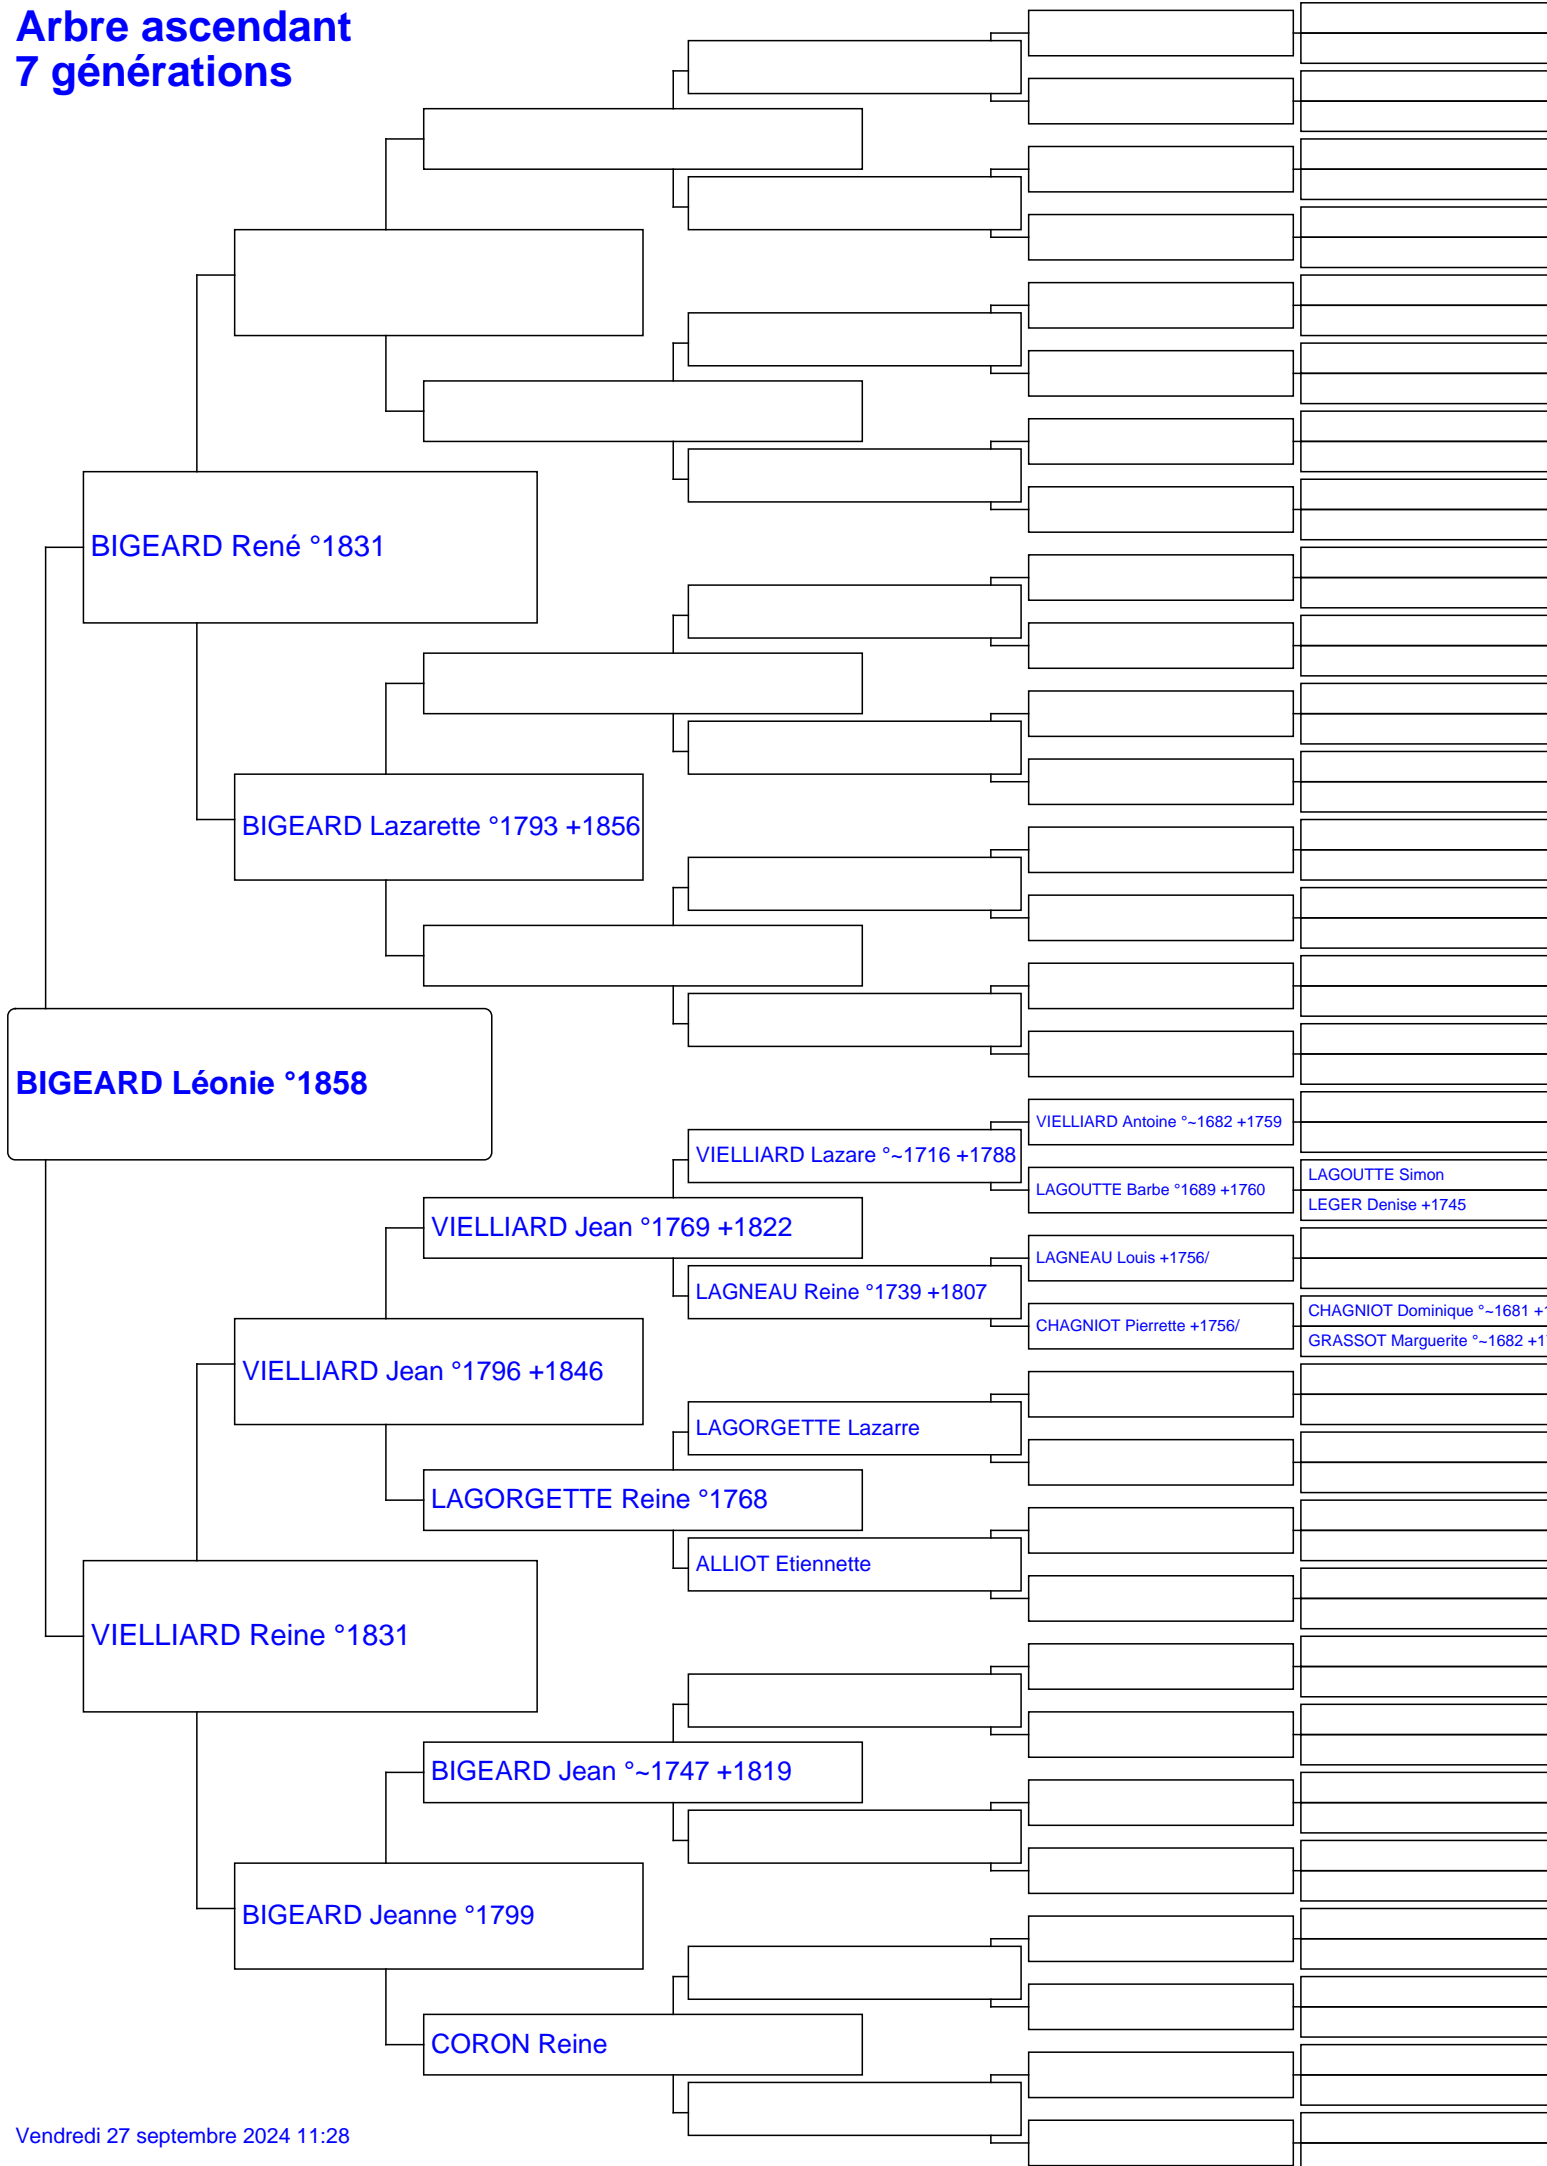 Arbre ascendant
7 générations
BIGEARD René °1831
BIGEARD Lazarette °1793 +1856
BIGEARD Léonie °1858
VIELLIARD Antoine °~1682 +1759
VIELLIARD Lazare °~1716 +1788
LAGOUTTE Simon
LAGOUTTE Barbe °1689 +1760
LEGER Denise +1745
VIELLIARD Jean °1769 +1822
LAGNEAU Louis +1756/
LAGNEAU Reine °1739 +1807
CHAGNIOT Dominique °~1681
CHAGNIOT Pierrette +1756/
GRASSOT Marguerite °~1682
VIELLIARD Jean °1796 +1846
LAGORGETTE Lazarre
LAGORGETTE Reine °1768
ALLIOT Etiennette
VIELLIARD Reine °1831
BIGEARD Jean °~1747 +1819
BIGEARD Jeanne °1799
CORON Reine
Vendredi 27 septembre 2024 11:28